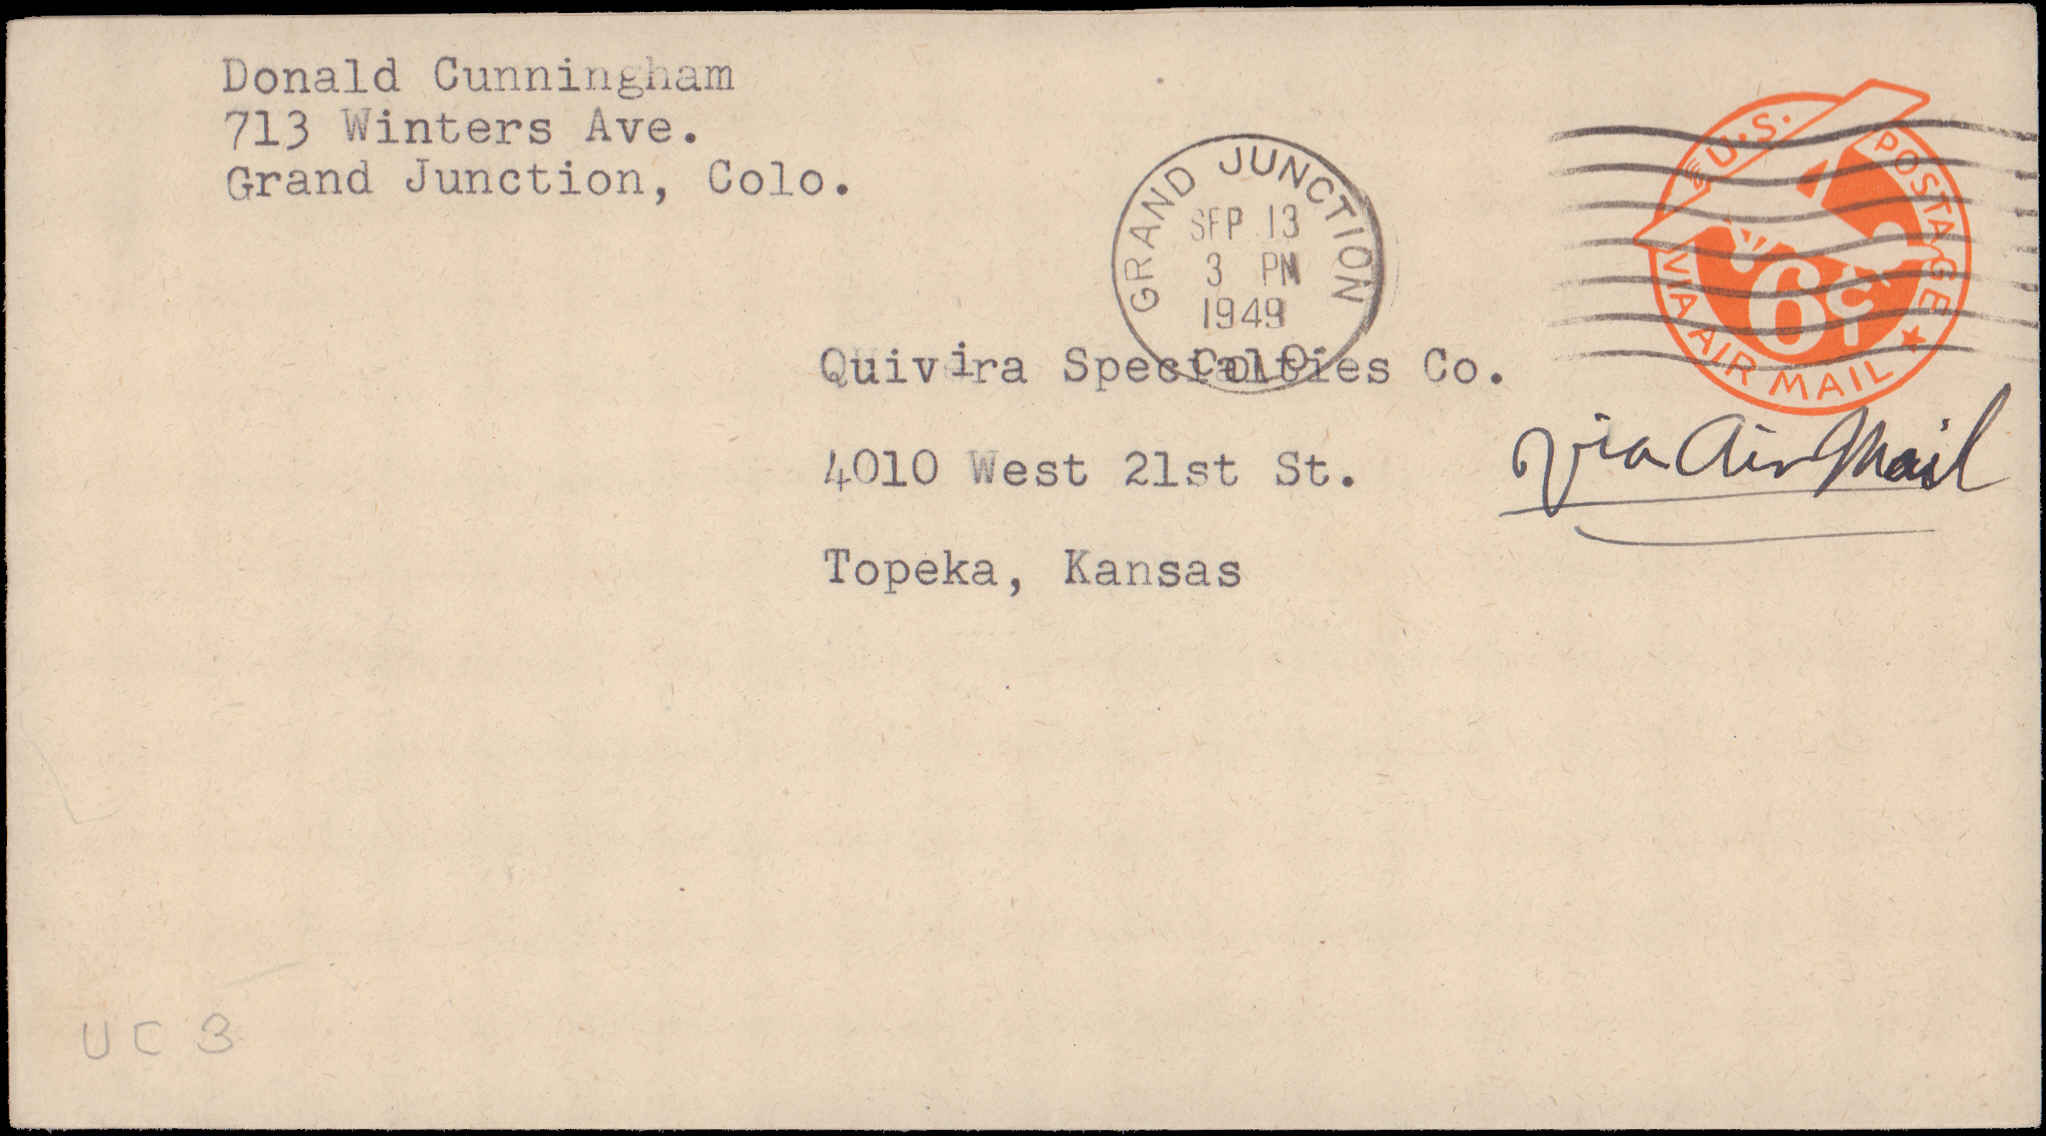 Donald Cunningham
713 Winters Ave.
Grand Junction, Colo.
GRAND JUNCTION
SEP 13
3 PM
1949
COLO
U.S. POSTAGE
6¢
VIA AIR MAIL
Quivira Specialties Co.
4010 West 21st St.
Topeka, Kansas
Via Air Mail
UC 3